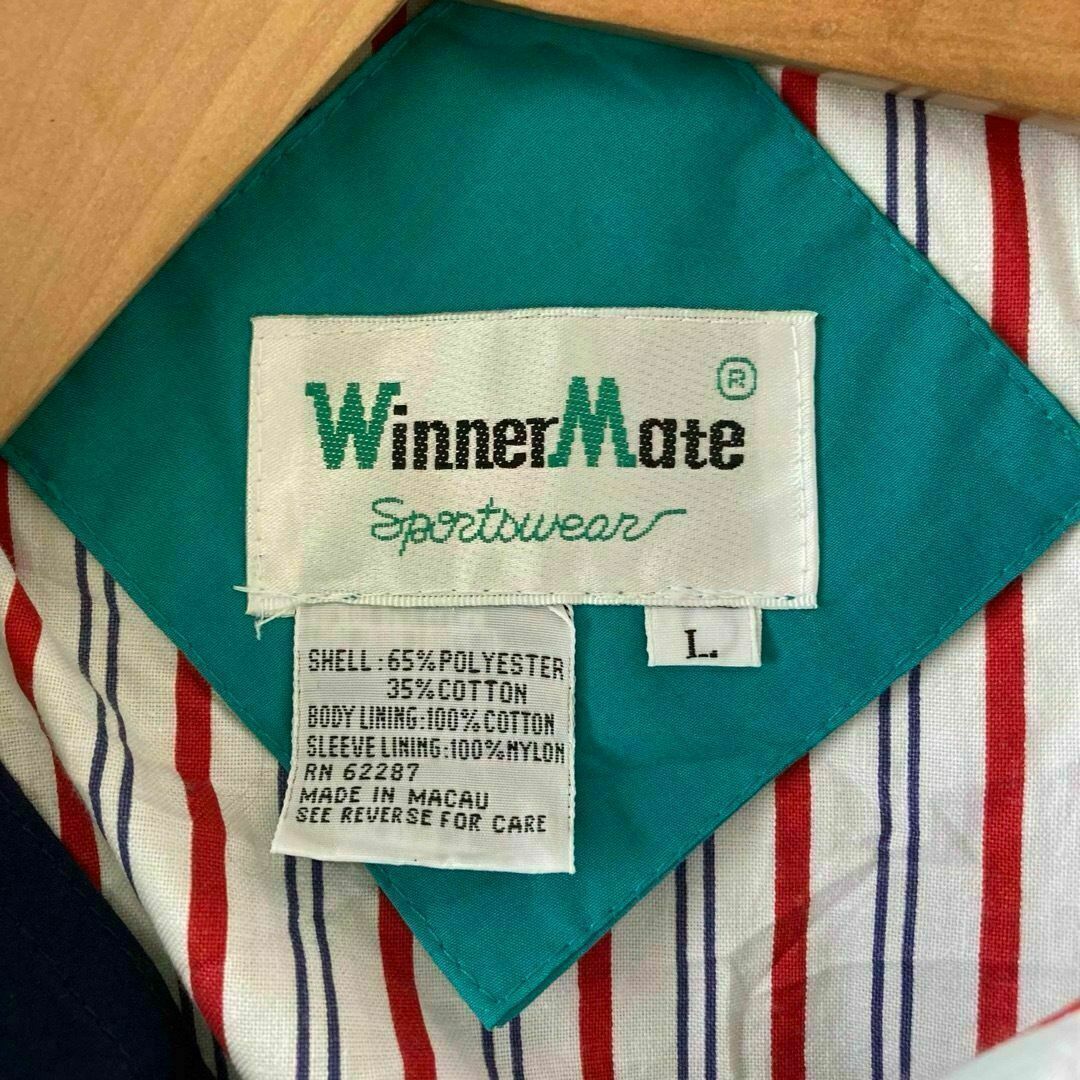 WinnerMate ®
Sportswear
L.
SHELL : 65% POLYESTER
35% COTTON
BODY LINING : 100% COTTON
SLEEVE LINING : 100% NYLON
RN 62287
MADE IN MACAU
SEE REVERSE FOR CARE